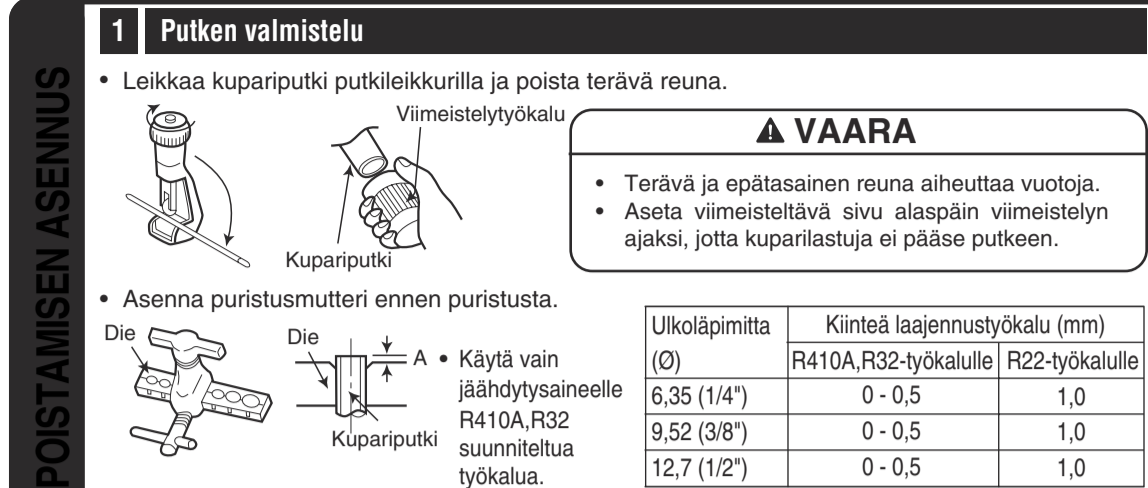 POISTAMISEN ASENNUS
1 Putken valmistelu
• Leikkaa kupariputki putkileikkurilla ja poista terävä reuna.
Viimeistelytyökalu
Kupariputki
VAARA
• Terävä ja epätasainen reuna aiheuttaa vuotoja.
• Aseta viimeisteltävä sivu alaspäin viimeistelyn
ajaksi, jotta kuparilastuja ei pääse putkeen.
• Asenna puristusmutteri ennen puristusta.
Die
Die
A
Kupariputki
• Käytä vain
jäähdytysaineelle
R410A,R32
suunniteltua
työkalua.
Ulkoläpimitta Kiinteä laajennustyökalu (mm)
(Ø) R410A,R32-työkalulle R22-työkalulle
6,35 (1/4") 0 - 0,5 1,0
9,52 (3/8") 0 - 0,5 1,0
12,7 (1/2") 0 - 0,5 1,0